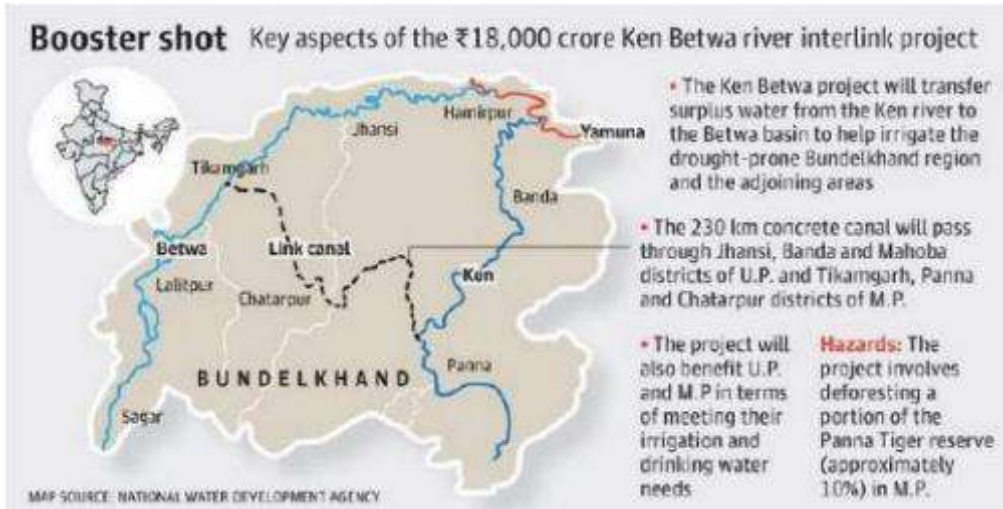 Booster shot Key aspects of the ₹18,000 crore Ken Betwa river interlink project
Hamirpur
Jhansi
Yamuna
Tikamgarh
Banda
Betwa
Link canal
Lalitpur
Chatarpur
Ken
Panna
BUNDELKHAND
Sagar
MAP SOURCE: NATIONAL WATER DEVELOPMENT AGENCY
• The Ken Betwa project will transfer
surplus water from the Ken river to
the Betwa basin to help irrigate the
drought-prone Bundelkhand region
and the adjoining areas
• The 230 km concrete canal will pass
through Jhansi, Banda and Mahoba
districts of U.P. and Tikamgarh, Panna
and Chatarpur districts of M.P.
• The project will
also benefit U.P.
and M.P in terms
of meeting their
irrigation and
drinking water
needs
Hazards: The
project involves
deforesting a
portion of the
Panna Tiger reserve
(approximately
10%) in M.P.